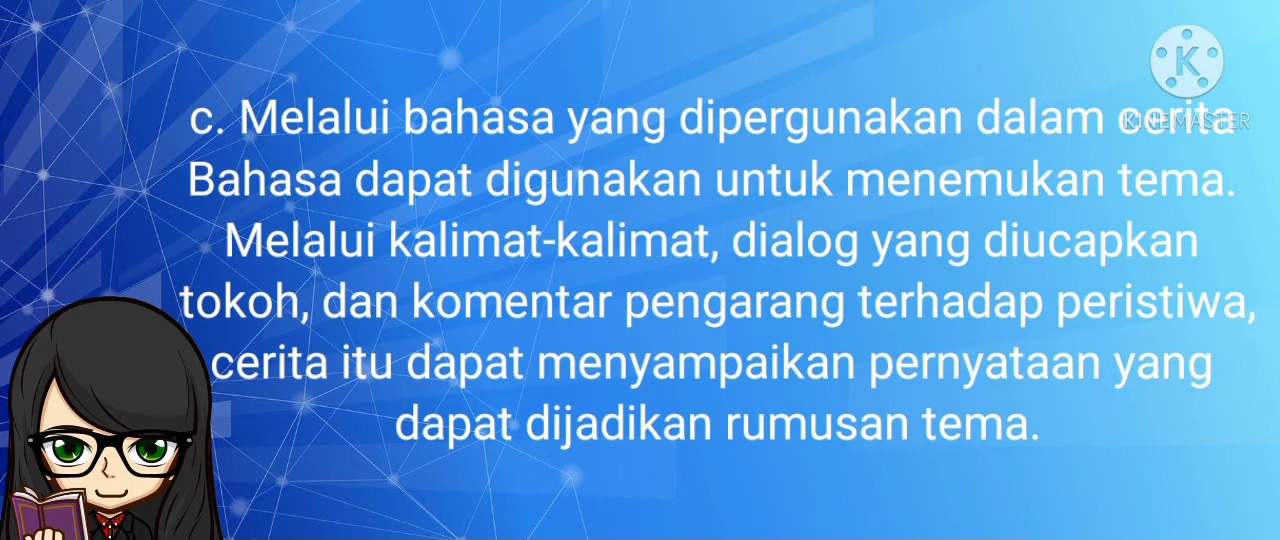 c. Melalui bahasa yang dipergunakan dalam cerita
Bahasa dapat digunakan untuk menemukan tema.
Melalui kalimat-kalimat, dialog yang diucapkan
tokoh, dan komentar pengarang terhadap peristiwa,
cerita itu dapat menyampaikan pernyataan yang
dapat dijadikan rumusan tema.
K
KINEMASTER